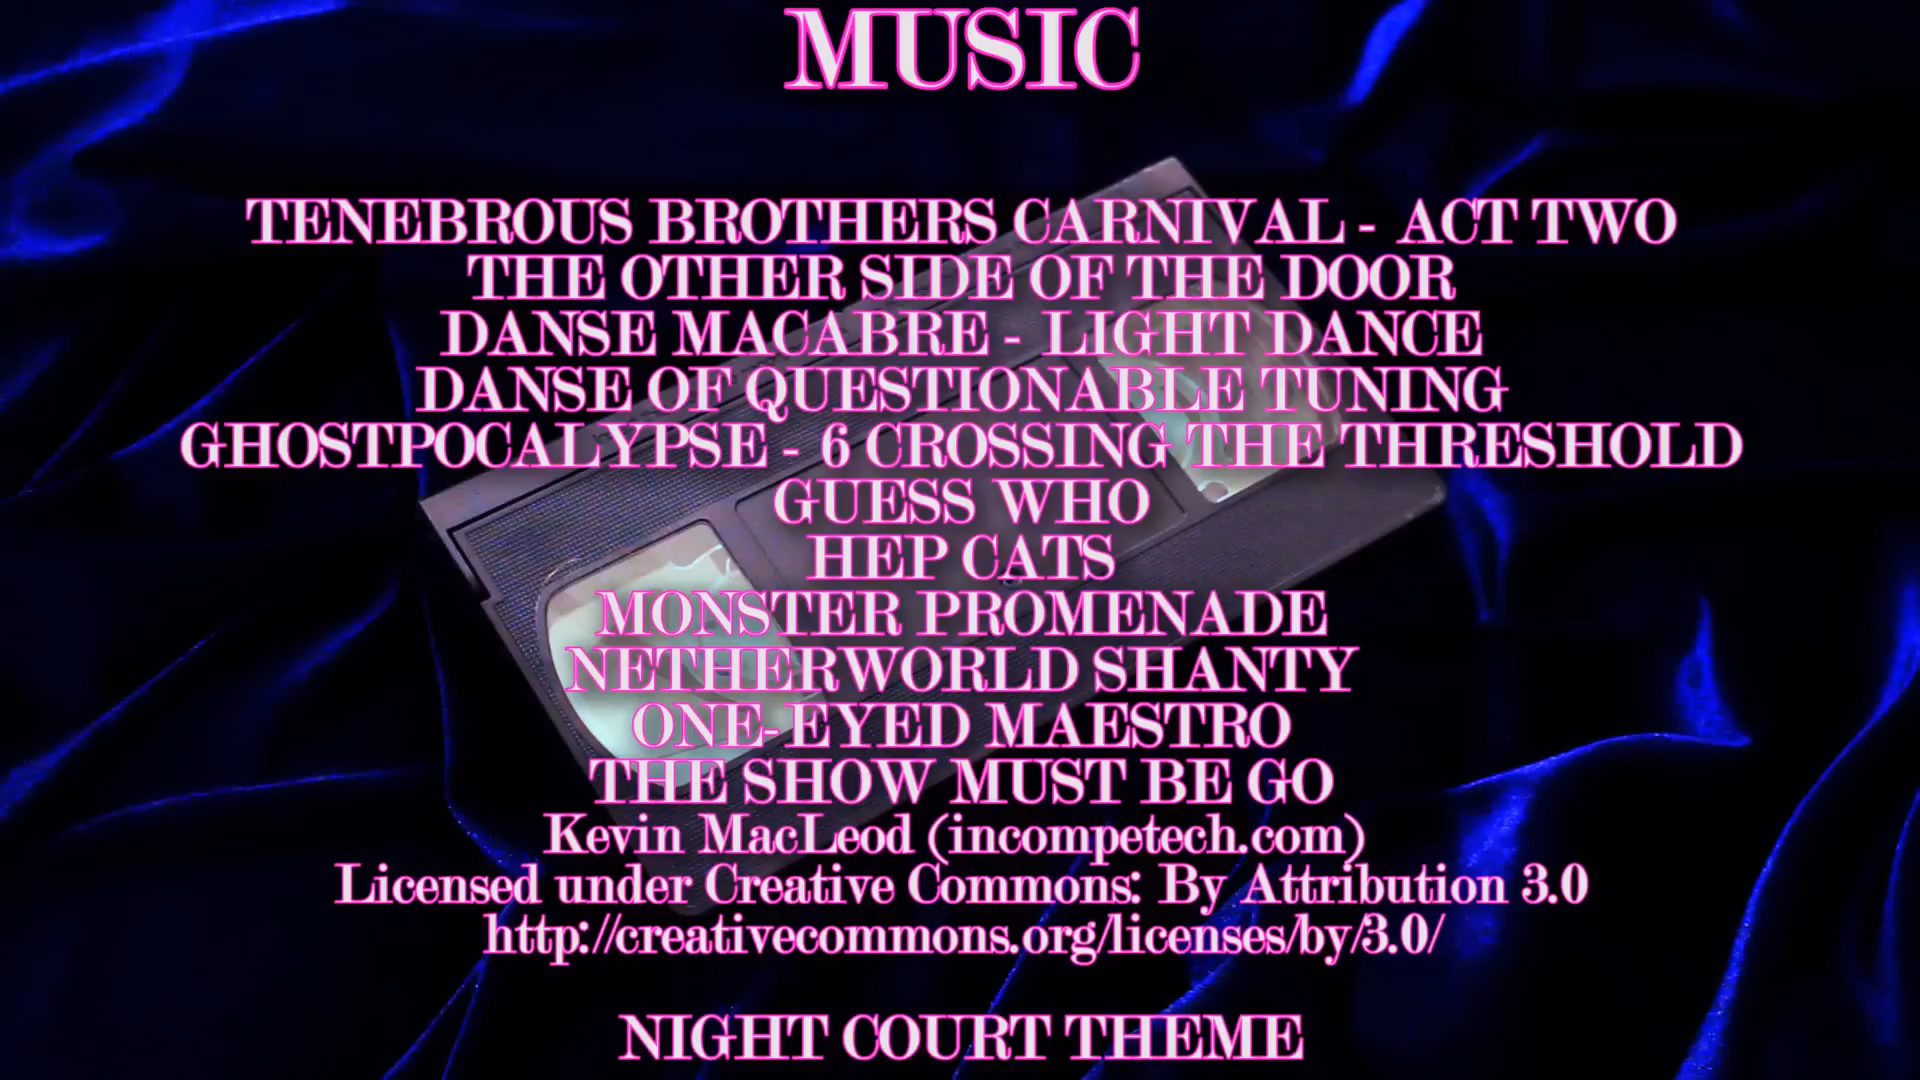 MUSIC
TENEBROUS BROTHERS CARNIVAL - ACT TWO
THE OTHER SIDE OF THE DOOR
DANSE MACABRE - LIGHT DANCE
DANSE OF QUESTIONABLE TUNING
GHOSTPOCALYPSE - 6 CROSSING THE THRESHOLD
GUESS WHO
HEP CATS
MONSTER PROMENADE
NETHERWORLD SHANTY
ONE-EYED MAESTRO
THE SHOW MUST BE GO
Kevin MacLeod (incompetech.com)
Licensed under Creative Commons: By Attribution 3.0
http://creativecommons.org/licenses/by/3.0/
NIGHT COURT THEME